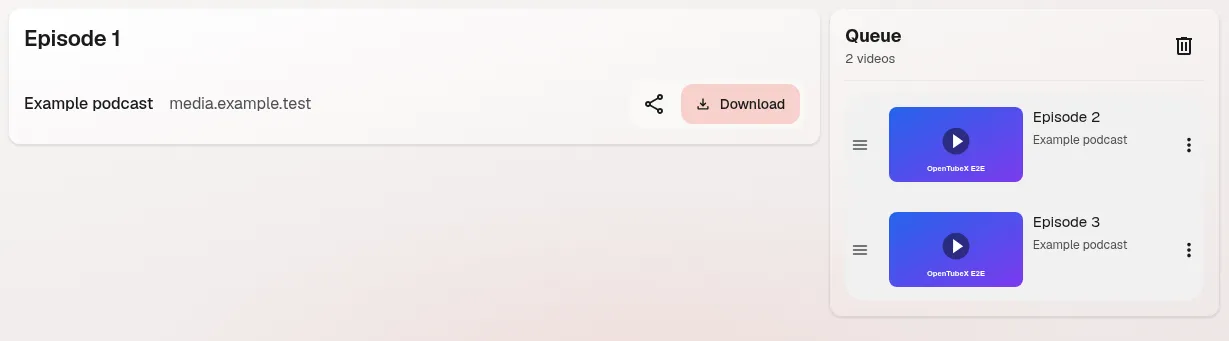 Episode 1
Example podcast media.example.test
Download
Queue
2 videos
Episode 2
Example podcast
OpenTubeX E2E
Episode 3
Example podcast
OpenTubeX E2E